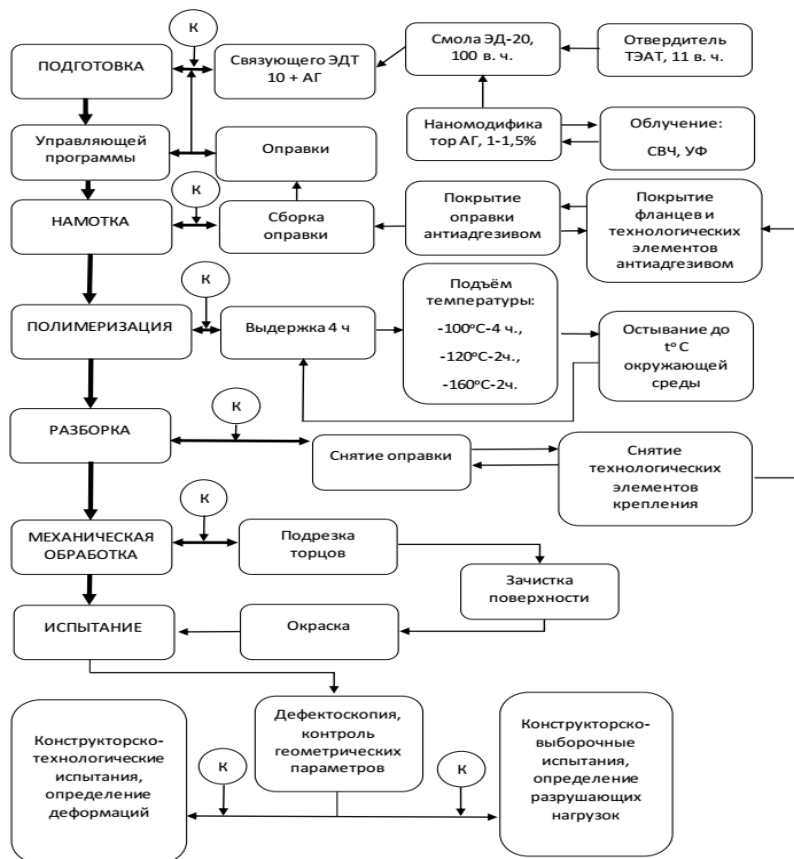 К
ПОДГОТОВКА
Связующего ЭДТ
10 + АГ
Смола ЭД-20,
100 в. ч.
Отвердитель
ТЭАТ, 11 в. ч.
Управляющей
программы
Оправки
Наномодифика
тор АГ, 1-1,5%
Облучение:
СВЧ, УФ
К
НАМОТКА
Сборка
оправки
Покрытие
оправки
антиадгезивом
Покрытие
фланцев и
технологических
элементов
антиадгезивом
К
ПОЛИМЕРИЗАЦИЯ
Выдержка 4 ч
Подъём
температуры:
-100°С-4 ч.,
-120°С-2ч.,
-160°С-2ч.
Остывание до
t° С
окружающей
среды
К
РАЗБОРКА
Снятие оправки
Снятие
технологических
элементов
крепления
К
МЕХАНИЧЕСКАЯ
ОБРАБОТКА
Подрезка
торцов
Зачистка
поверхности
ИСПЫТАНИЕ
Окраска
Дефектоскопия,
контроль
геометрических
параметров
Конструкторско-
технологические
испытания,
определение
деформаций
К
К
Конструкторско-
выборочные
испытания,
определение
разрушающих
нагрузок